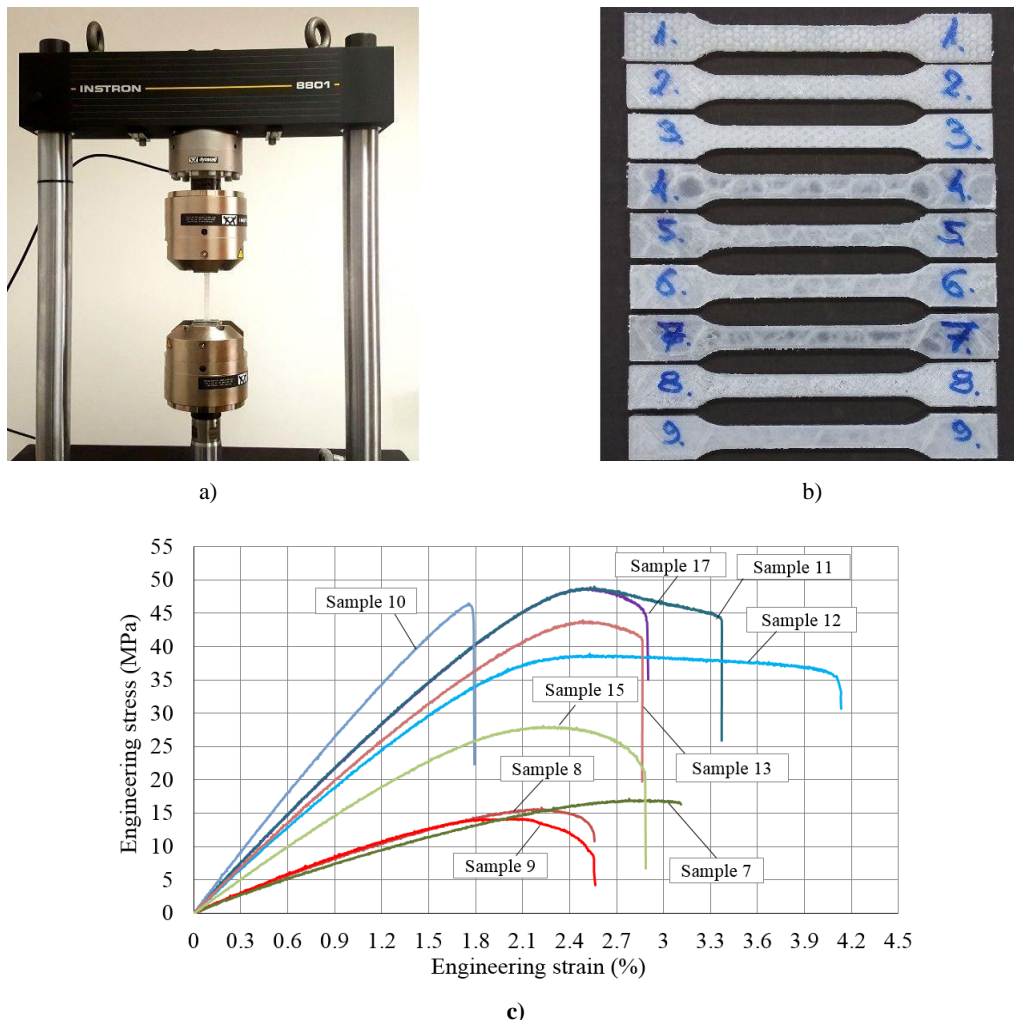 INSTRON 8801
dynacell
1. 1.
2. 2.
3. 3.
4. 4.
5. 5.
6. 6.
7. 7.
8. 8.
9. 9.
a) b)
Engineering stress (MPa)
55
50
45
40
35
30
25
20
15
10
5
0
Sample 17
Sample 11
Sample 10
Sample 12
Sample 15
Sample 8
Sample 13
Sample 9
Sample 7
0 0.3 0.6 0.9 1.2 1.5 1.8 2.1 2.4 2.7 3 3.3 3.6 3.9 4.2 4.5
Engineering strain (%)
c)